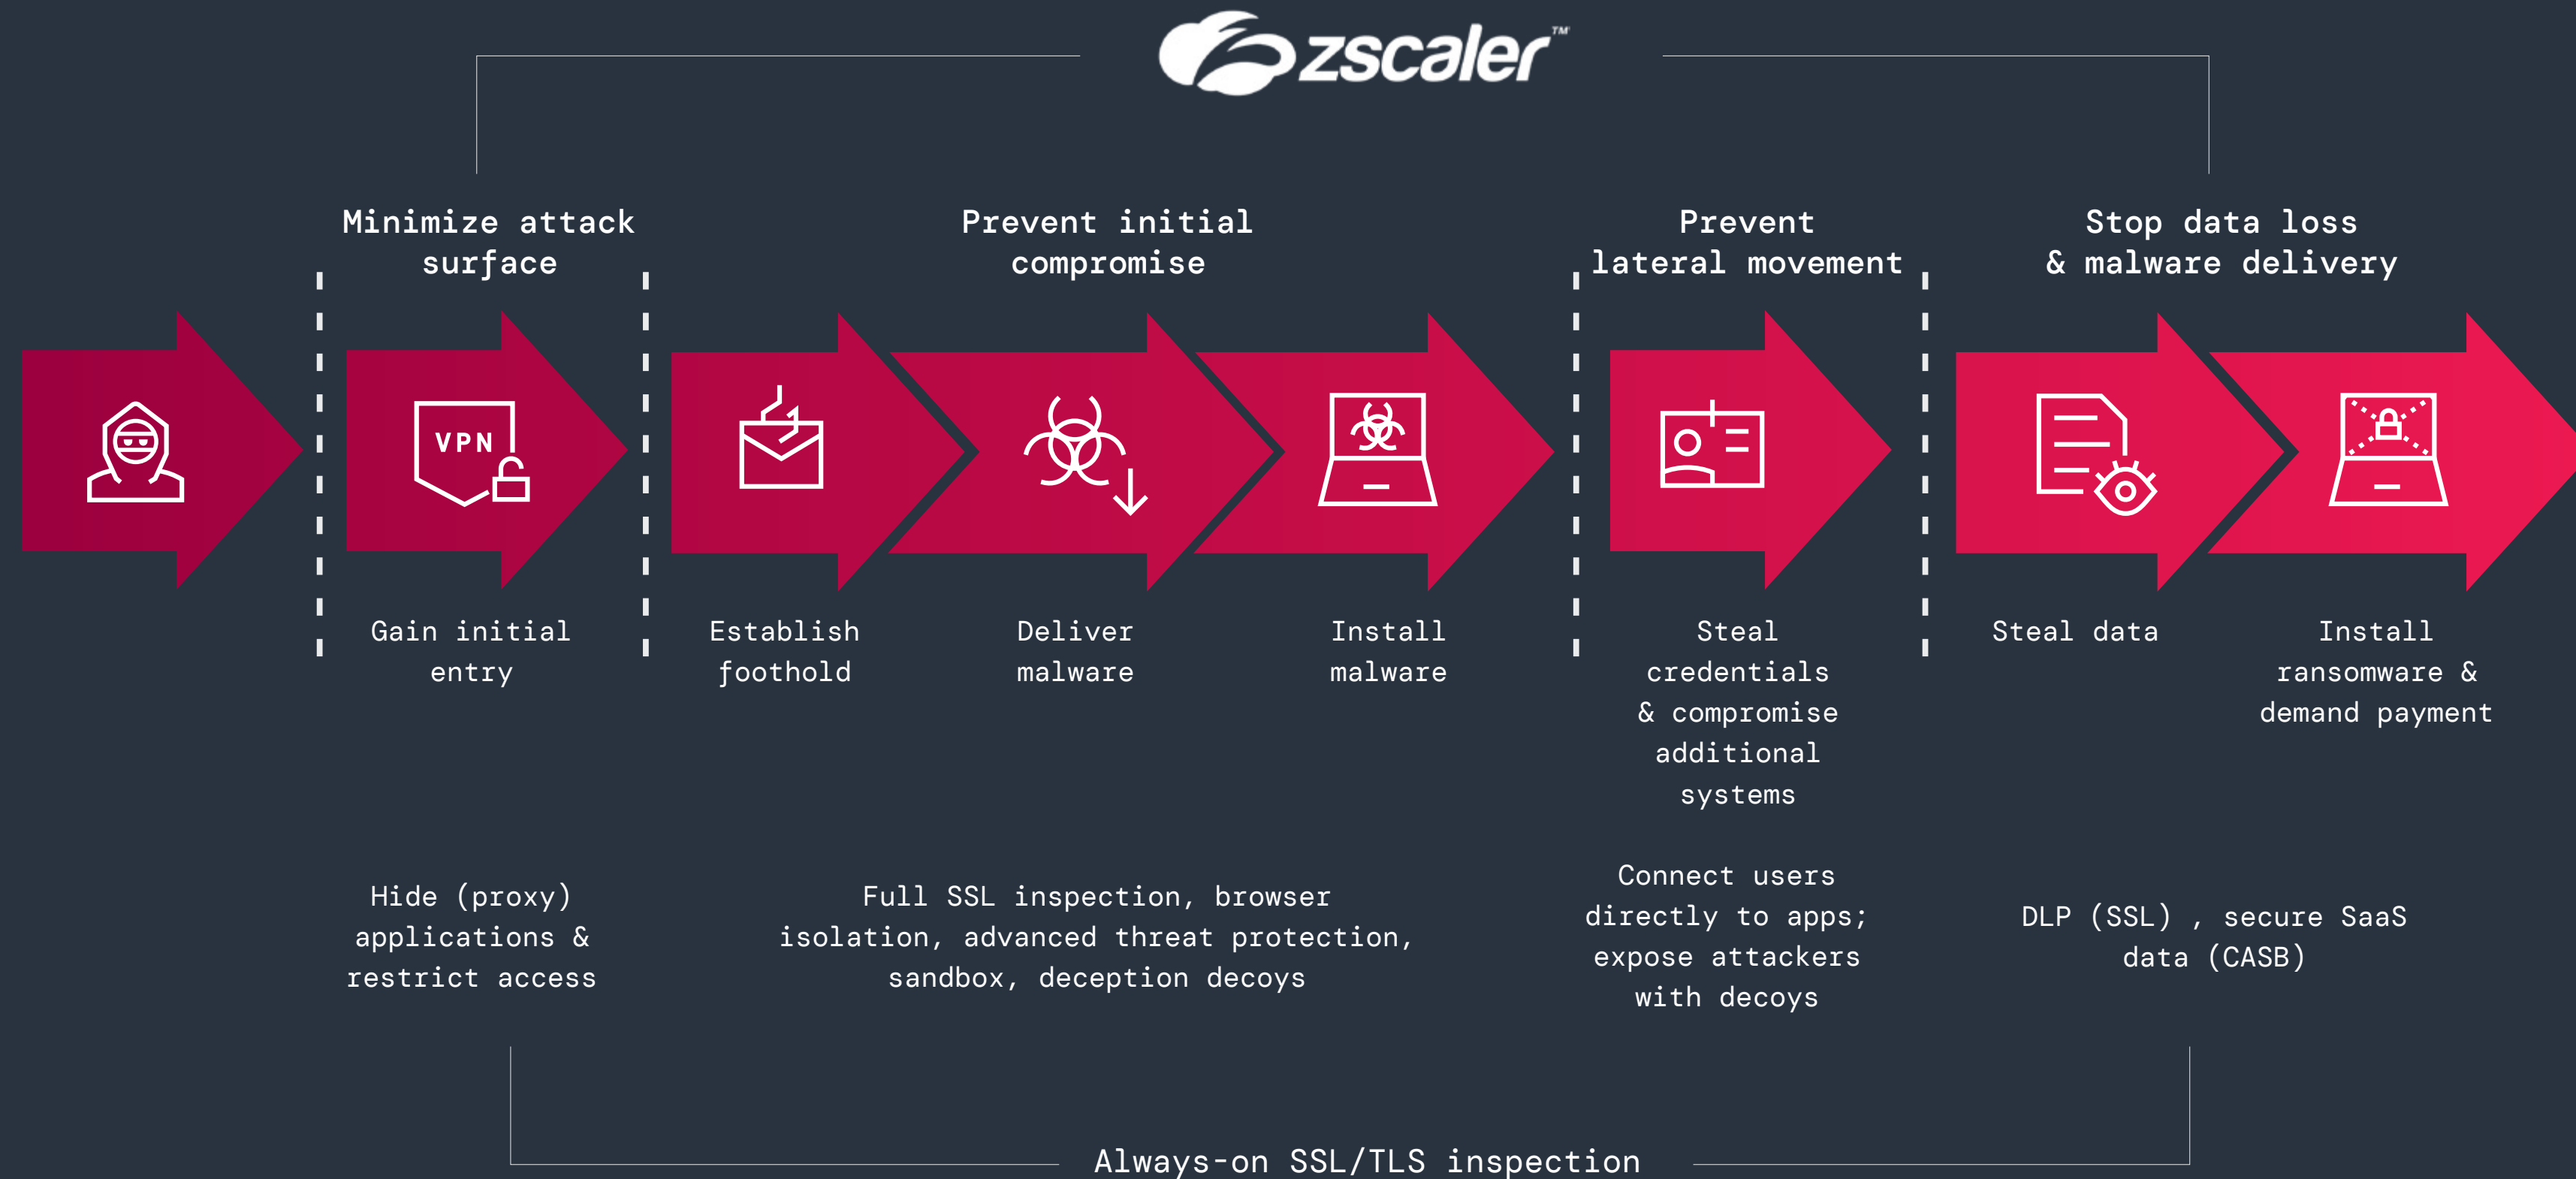 zscaler™
Minimize attack
surface
Prevent initial
compromise
Prevent
lateral movement
Stop data loss
& malware delivery
VPN
Gain initial
entry
Establish
foothold
Deliver
malware
Install
malware
Steal
credentials
& compromise
additional
systems
Steal data
Install
ransomware &
demand payment
Hide (proxy)
applications &
restrict access
Full SSL inspection, browser
isolation, advanced threat protection,
sandbox, deception decoys
Connect users
directly to apps;
expose attackers
with decoys
DLP (SSL) , secure SaaS
data (CASB)
Always-on SSL/TLS inspection